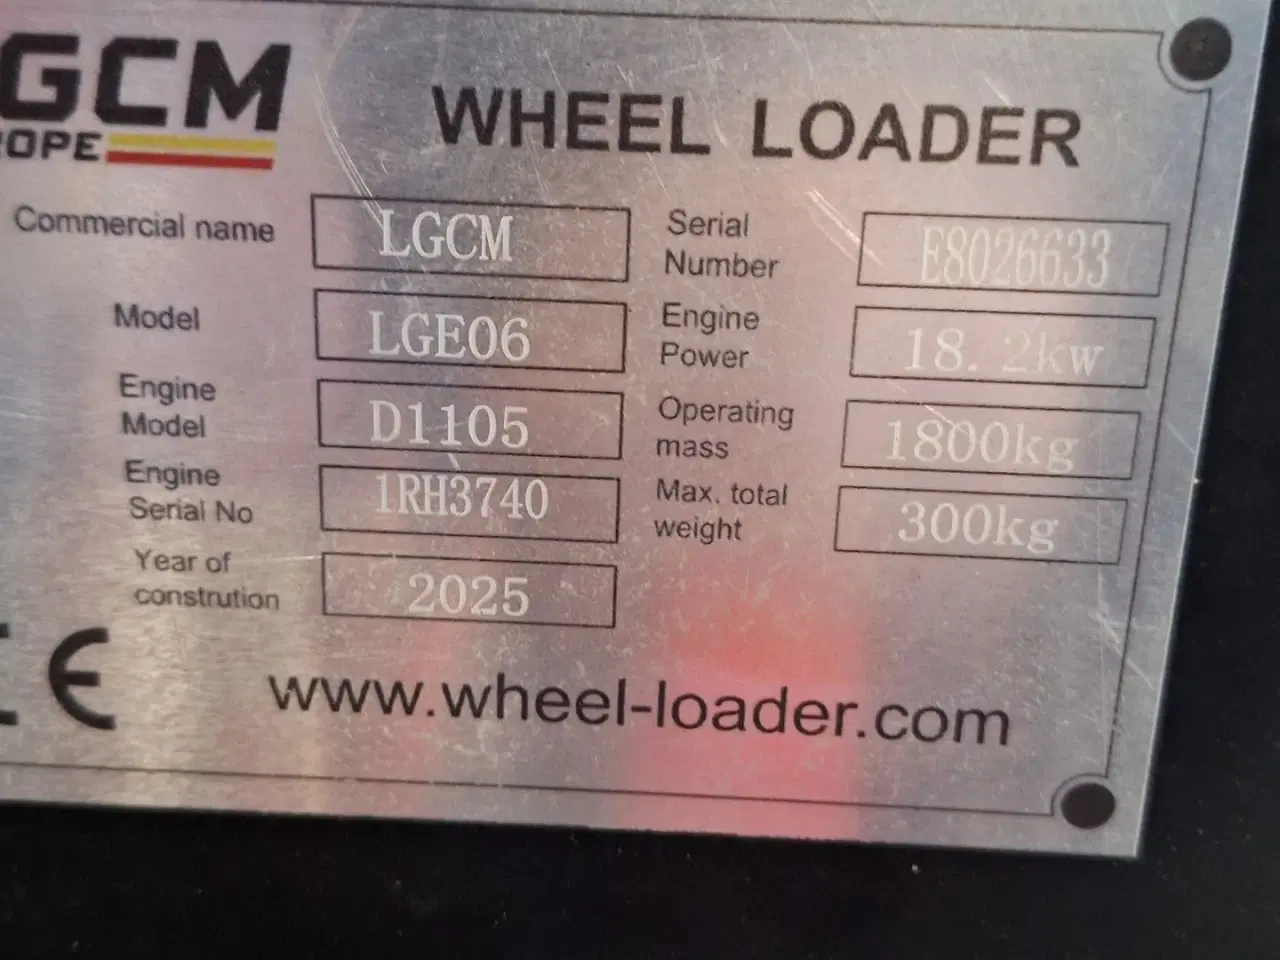 GCM
OPE
WHEEL LOADER
Commercial name LGCM
Serial Number E8026633
Model LGE06
Engine Power 18.2kw
Engine Model D1105
Operating mass 1800kg
Engine Serial No 1RH3740
Max. total weight 300kg
Year of constrution 2025
CE
www.wheel-loader.com